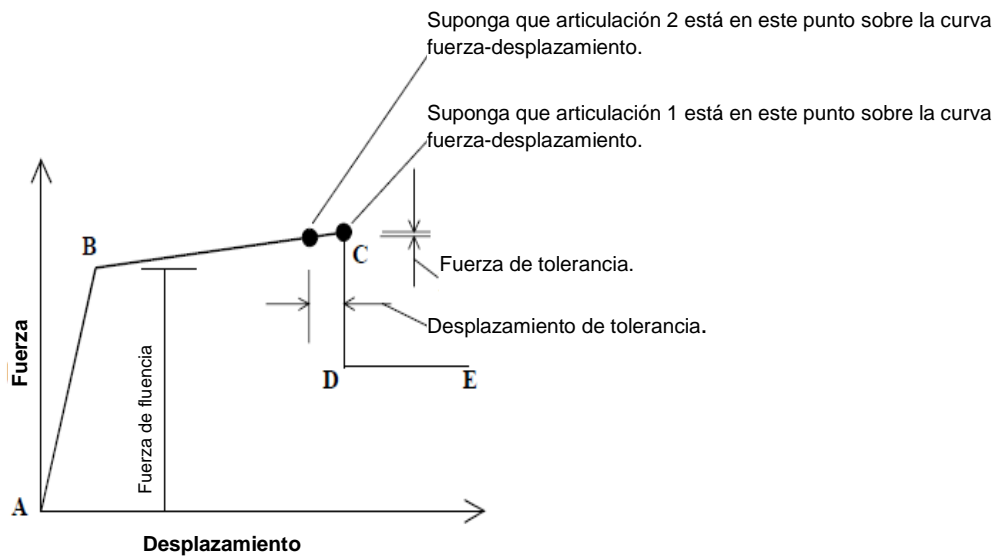 Suponga que articulación 2 está en este punto sobre la curva
fuerza-desplazamiento.
Suponga que articulación 1 está en este punto sobre la curva
fuerza-desplazamiento.
B
C
Fuerza de tolerancia.
Desplazamiento de tolerancia.
Fuerza
Fuerza de fluencia
D
E
A
Desplazamiento